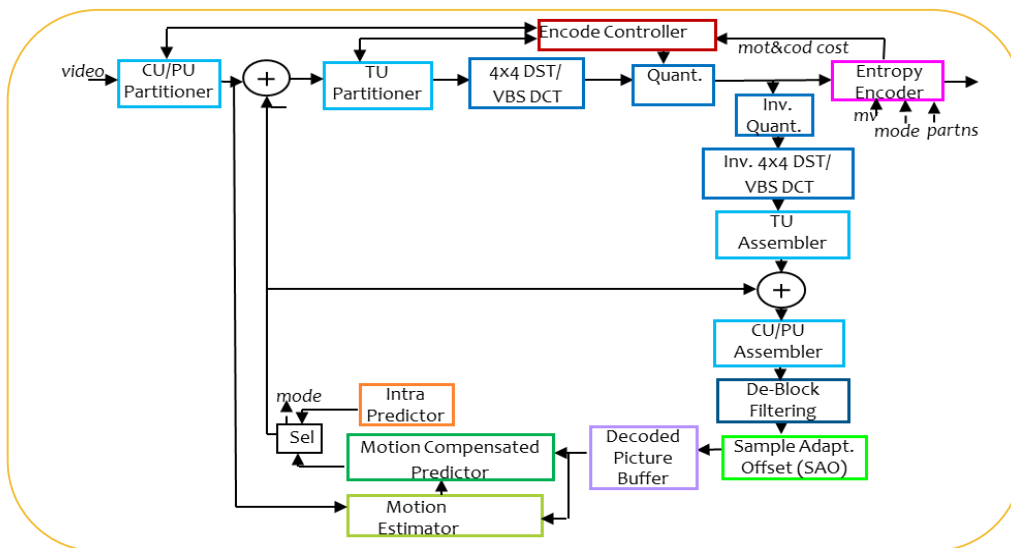 Encode Controller
mot&cod cost
video
CU/PU
Partitioner
+
TU
Partitioner
4x4 DST/
VBS DCT
Quant.
Entropy
Encoder
mv
mode
partns
Inv.
Quant.
Inv. 4x4 DST/
VBS DCT
TU
Assembler
+
CU/PU
Assembler
De-Block
Filtering
Sample Adapt.
Offset (SAO)
Decoded
Picture
Buffer
mode
Intra
Predictor
Sel
Motion Compensated
Predictor
Motion
Estimator